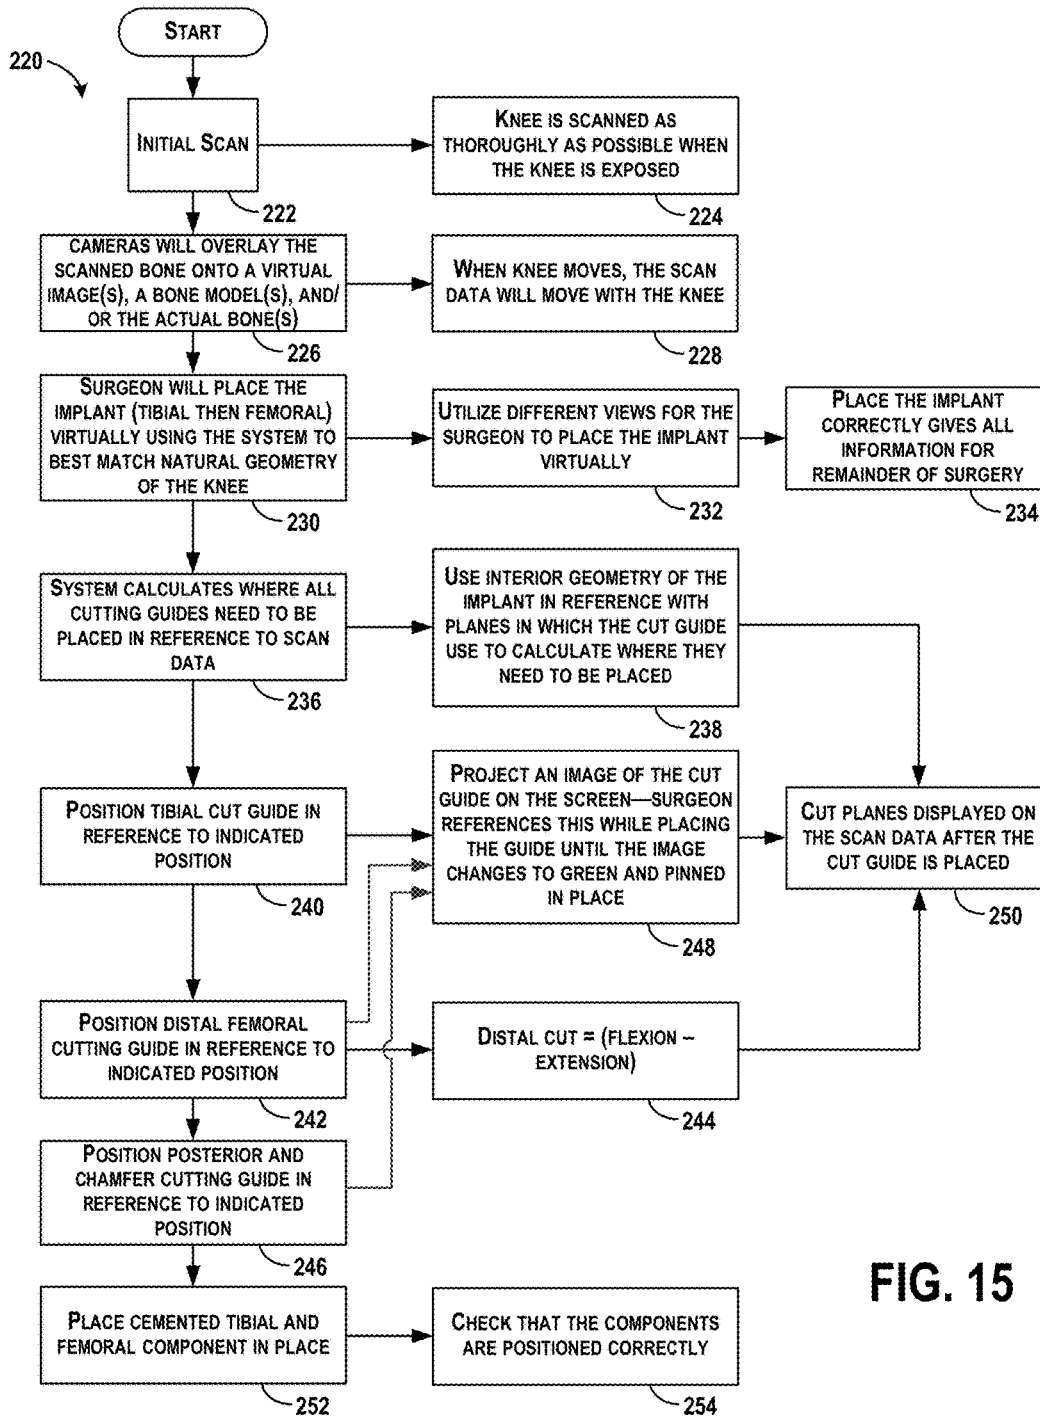 START
220
INITIAL SCAN
222
KNEE IS SCANNED AS
THOROUGHLY AS POSSIBLE WHEN
THE KNEE IS EXPOSED
224
CAMERAS WILL OVERLAY THE
SCANNED BONE ONTO A VIRTUAL
IMAGE(S), A BONE MODEL(S), AND/
OR THE ACTUAL BONE(S)
226
WHEN KNEE MOVES, THE SCAN
DATA WILL MOVE WITH THE KNEE
228
SURGEON WILL PLACE THE
IMPLANT (TIBIAL THEN FEMORAL)
VIRTUALLY USING THE SYSTEM TO
BEST MATCH NATURAL GEOMETRY
OF THE KNEE
230
UTILIZE DIFFERENT VIEWS FOR THE
SURGEON TO PLACE THE IMPLANT
VIRTUALLY
232
PLACE THE IMPLANT
CORRECTLY GIVES ALL
INFORMATION FOR
REMAINDER OF SURGERY
234
SYSTEM CALCULATES WHERE ALL
CUTTING GUIDES NEED TO BE
PLACED IN REFERENCE TO SCAN
DATA
236
USE INTERIOR GEOMETRY OF THE
IMPLANT IN REFERENCE WITH
PLANES IN WHICH THE CUT GUIDE
USE TO CALCULATE WHERE THEY
NEED TO BE PLACED
238
POSITION TIBIAL CUT GUIDE IN
REFERENCE TO INDICATED
POSITION
240
PROJECT AN IMAGE OF THE CUT
GUIDE ON THE SCREEN—SURGEON
REFERENCES THIS WHILE PLACING
THE GUIDE UNTIL THE IMAGE
CHANGES TO GREEN AND PINNED
IN PLACE
248
CUT PLANES DISPLAYED ON
THE SCAN DATA AFTER THE
CUT GUIDE IS PLACED
250
POSITION DISTAL FEMORAL
CUTTING GUIDE IN REFERENCE TO
INDICATED POSITION
242
DISTAL CUT = (FLEXION –
EXTENSION)
244
POSITION POSTERIOR AND
CHAMFER CUTTING GUIDE IN
REFERENCE TO INDICATED
POSITION
246
PLACE CEMENTED TIBIAL AND
FEMORAL COMPONENT IN PLACE
252
CHECK THAT THE COMPONENTS
ARE POSITIONED CORRECTLY
254
FIG. 15